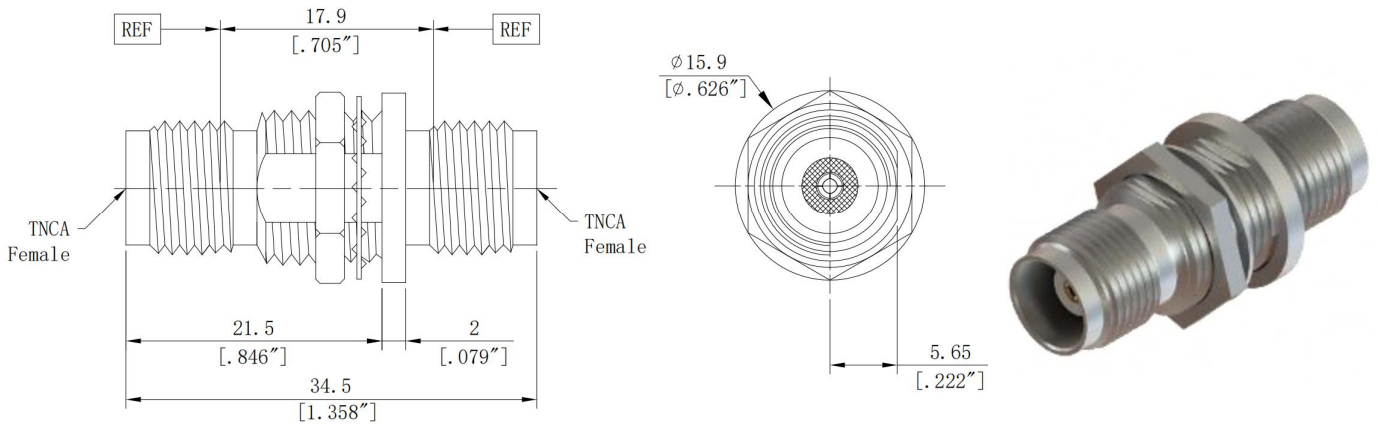 REF
17.9
[.705″]
REF
TNCA
Female
TNCA
Female
21.5
[.846″]
2
[.079″]
34.5
[1.358″]
⌀15.9
[⌀.626″]
5.65
[.222″]